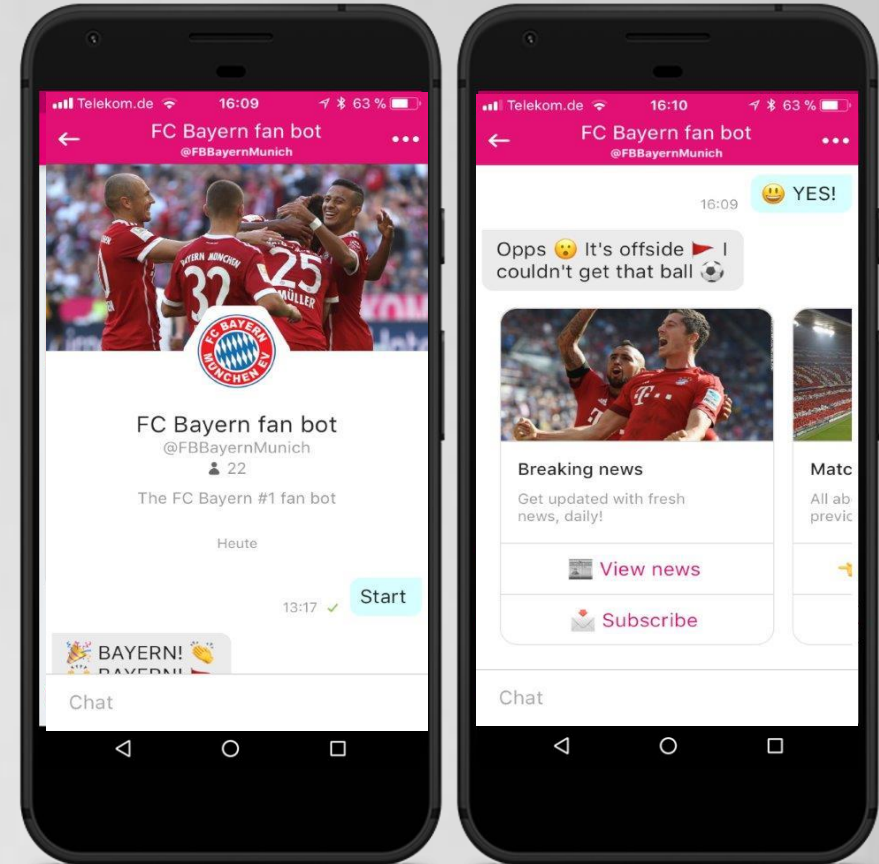 Telekom.de 16:09 63 %
FC Bayern fan bot
@FBBayernMunich
BAYERN MÜNCHEN
32
25
MÜLLER
FC BAYERN
MÜNCHEN EV
FC Bayern fan bot
@FBBayernMunich
22
The FC Bayern #1 fan bot
Heute
Start
13:17
🎉 BAYERN! 👏
BAYERN!
Chat
Telekom.de 16:10 63 %
FC Bayern fan bot
@FBBayernMunich
😃 YES!
16:09
Opps 😮 It's offside 🚩 I
couldn't get that ball ⚽
T
Breaking news
Get updated with fresh
news, daily!
View news
Subscribe
Matc
All ab
previc
Chat